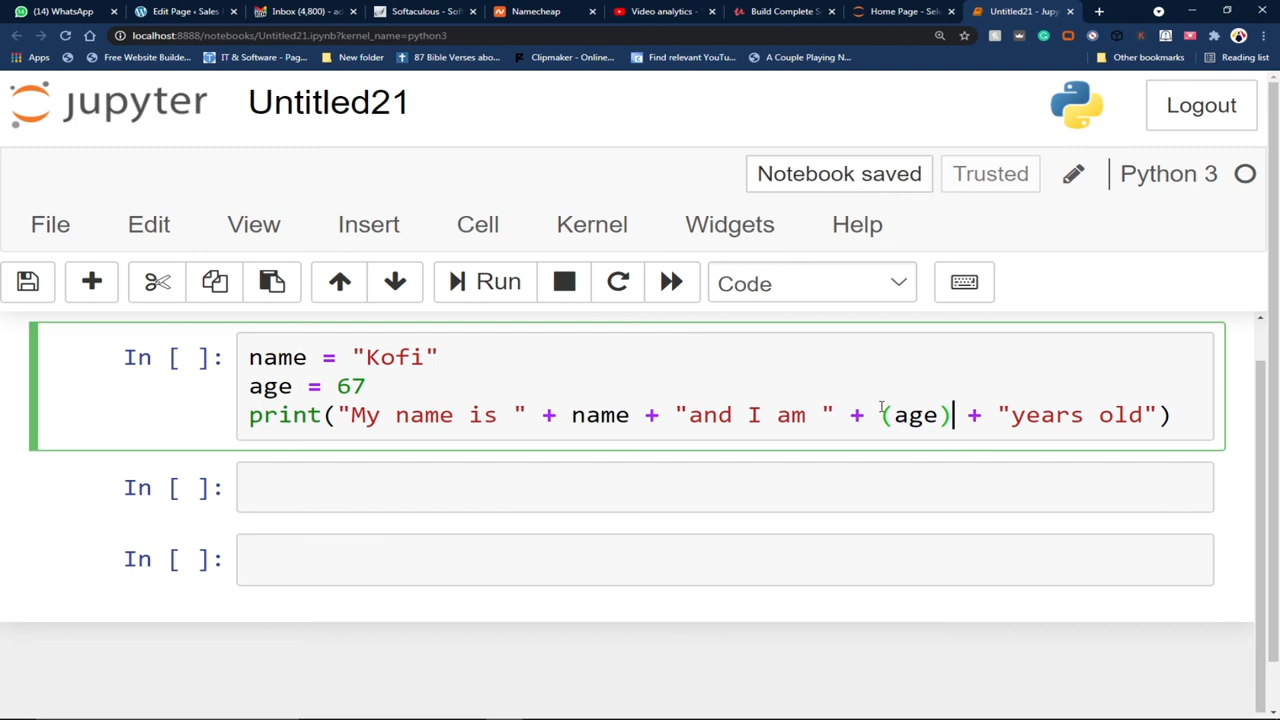 (14) WhatsApp
Edit Page ‹ Sales
Inbox (4,800) - ad
Softaculous - Sof
Namecheap
Video analytics -
Build Complete S
Home Page - Sele
Untitled21 - Jupy
localhost:8888/notebooks/Untitled21.ipynb?kernel_name=python3
Apps
Free Website Builde...
IT & Software - Pag...
New folder
87 Bible Verses abo...
Clipmaker - Online...
Find relevant YouTu...
A Couple Playing N...
Other bookmarks
Reading list
jupyter Untitled21
Logout
Notebook saved
Trusted
Python 3
File Edit View Insert Cell Kernel Widgets Help
Run
Code
In [ ]:
name = "Kofi"
age = 67
print("My name is " + name + "and I am " + (age) + "years old")
In [ ]:
In [ ]: